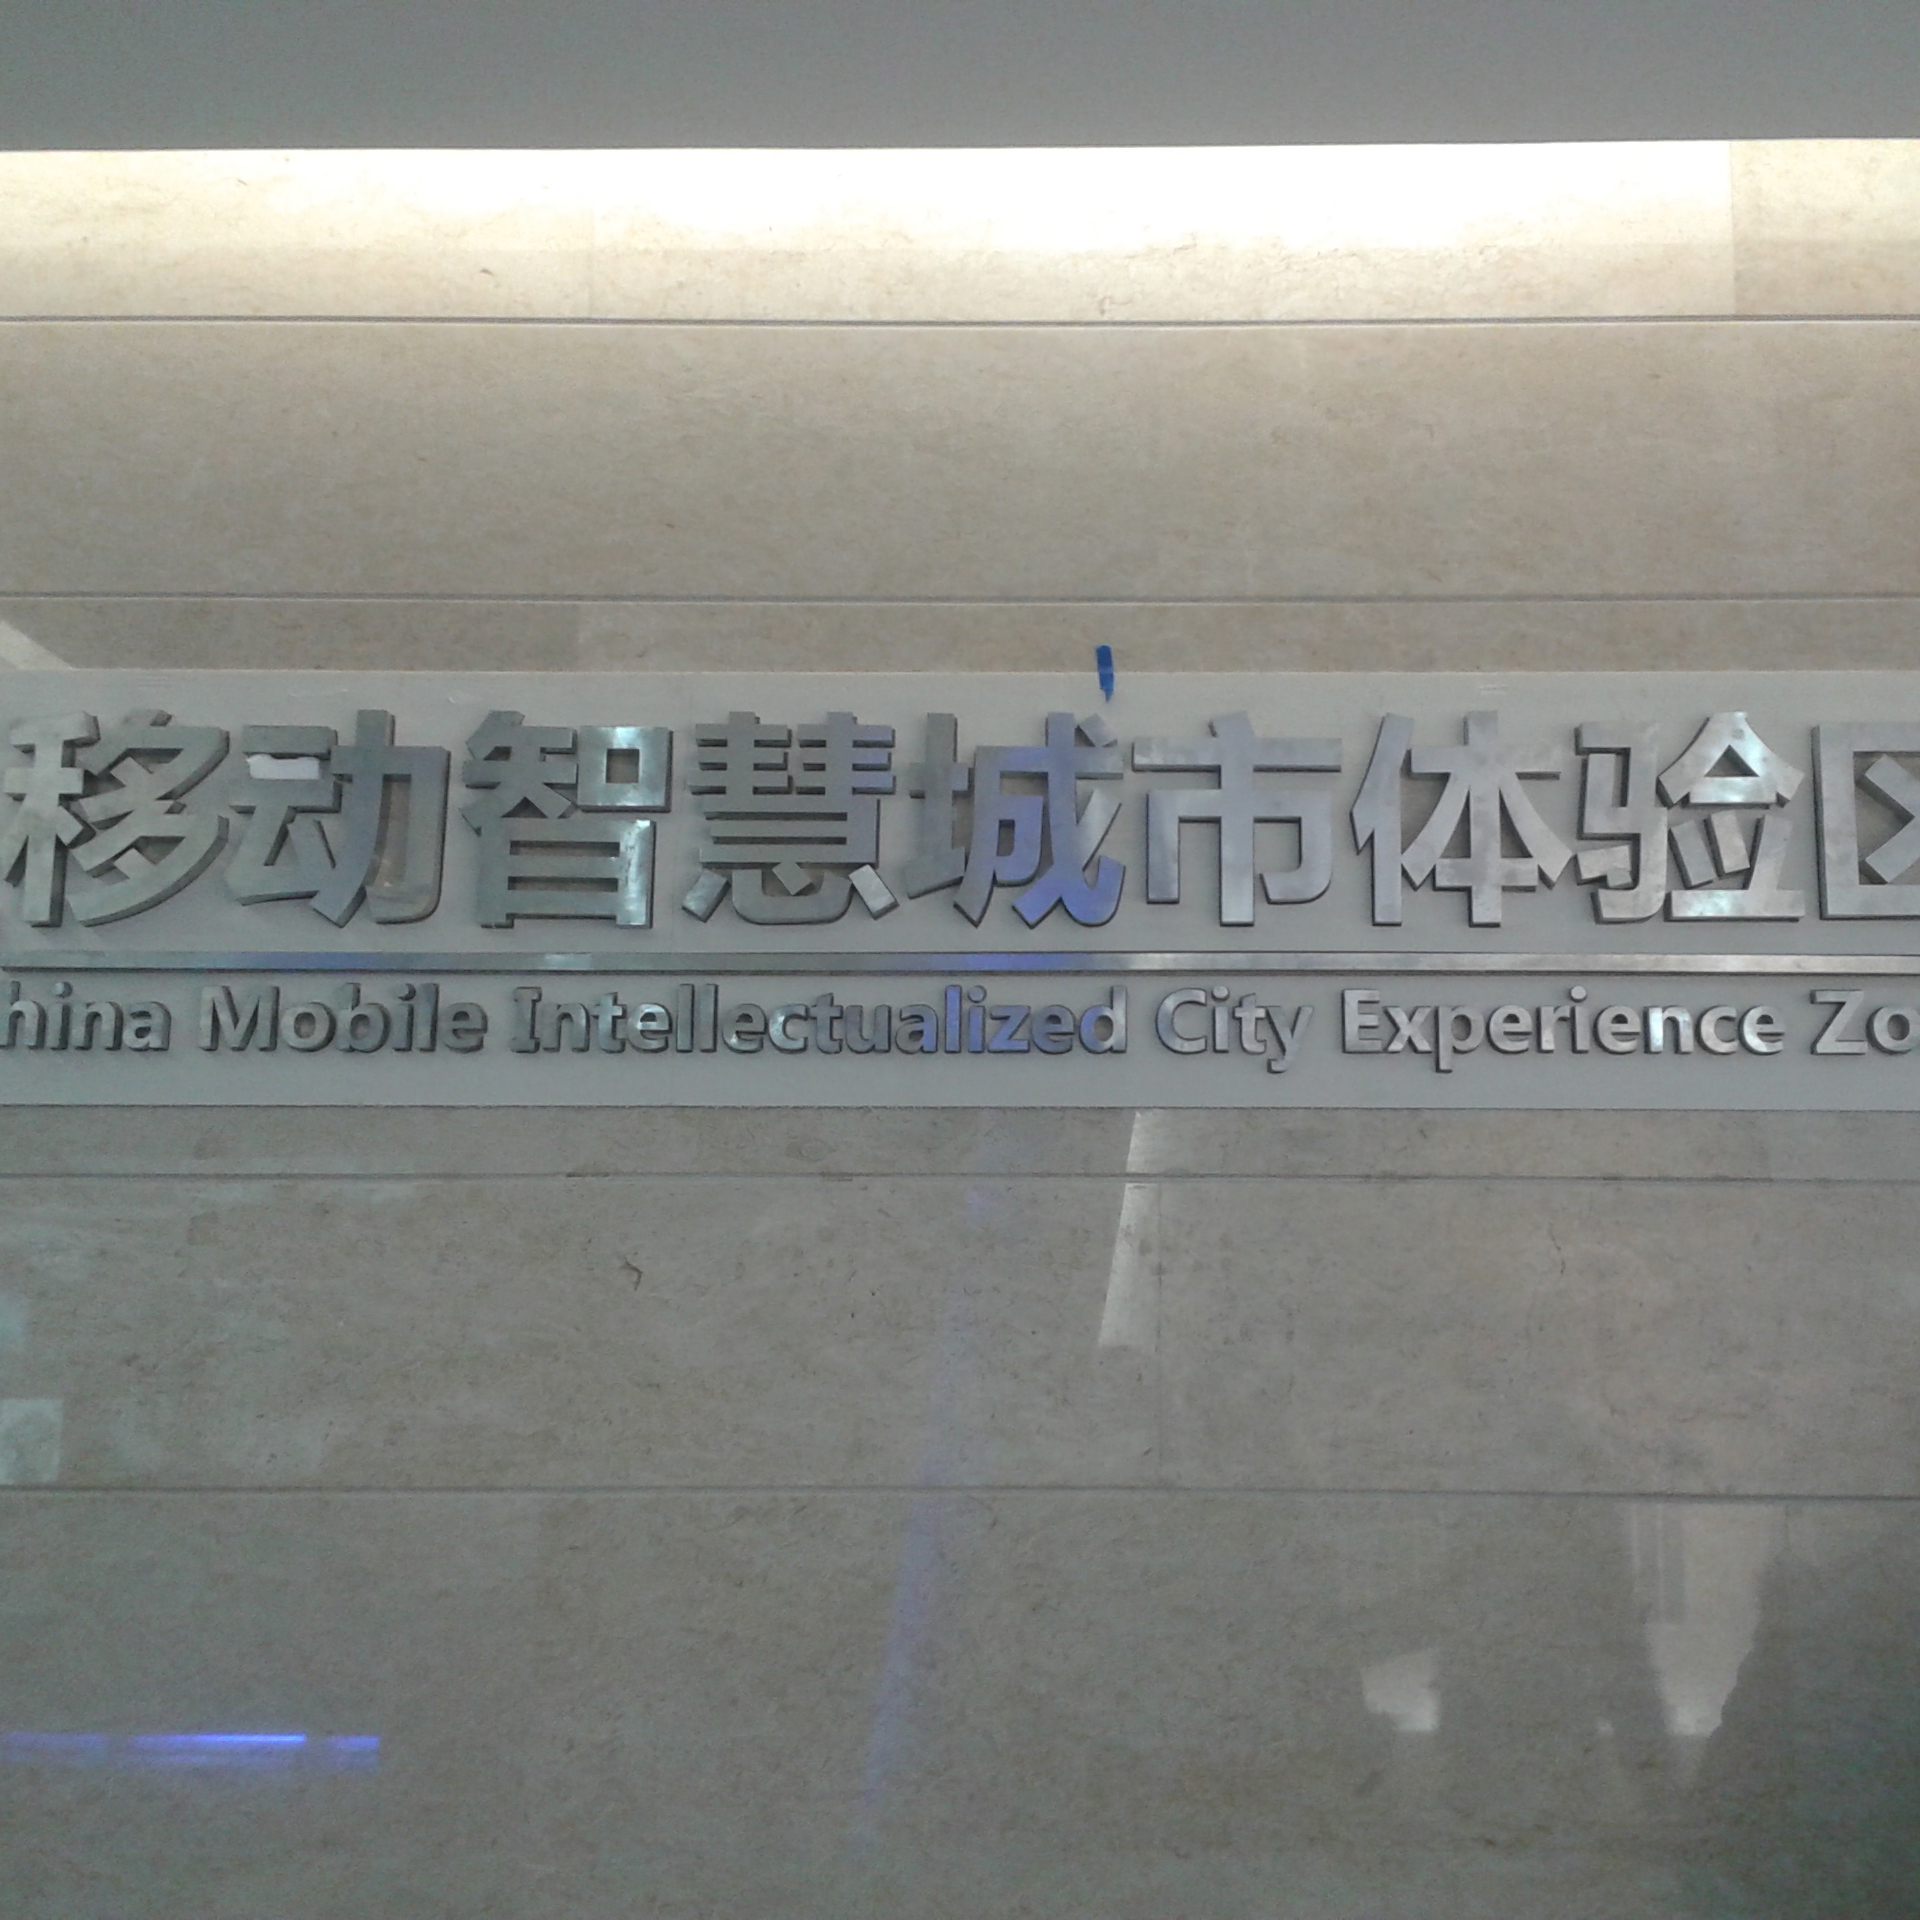 移动智慧城市体验区
hina Mobile Intellectualized City Experience Zo